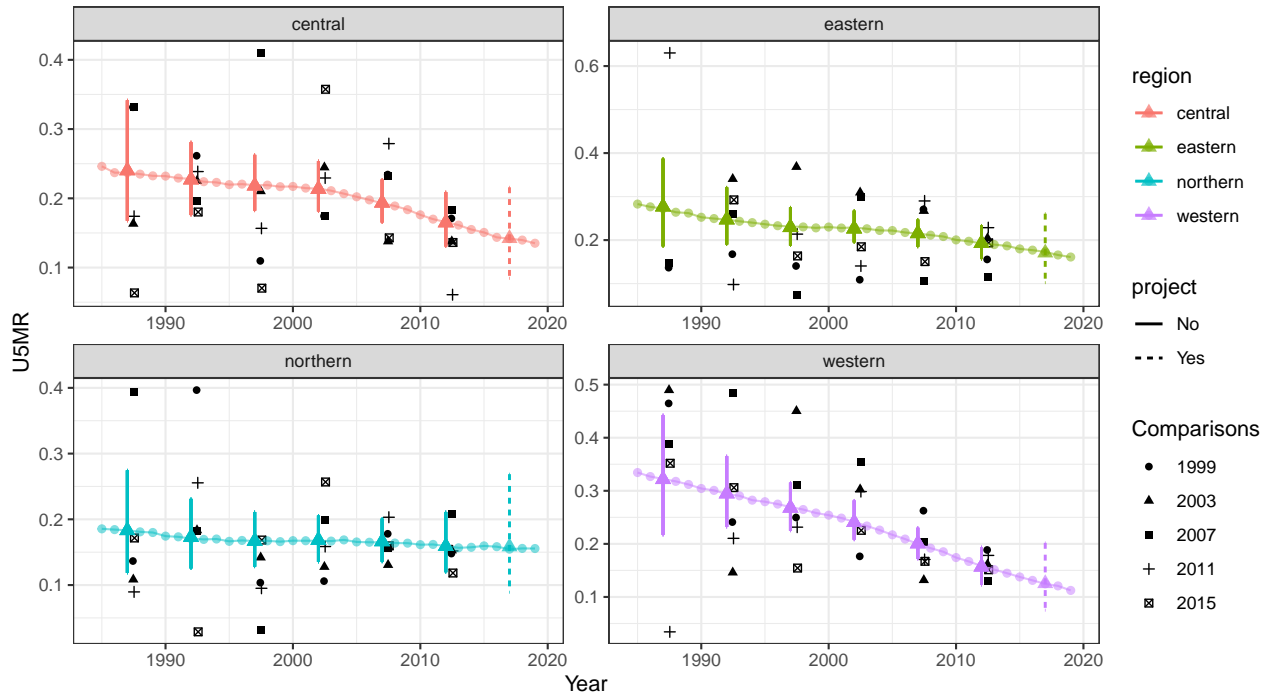 central
eastern
0.4
0.3
0.2
0.1
0.6
0.4
0.2
1990
2000
2010
2020
1990
2000
2010
2020
northern
western
0.4
0.3
0.2
0.1
0.5
0.4
0.3
0.2
0.1
1990
2000
2010
2020
1990
2000
2010
2020
U5MR
Year
region
central
eastern
northern
western
project
No
Yes
Comparisons
1999
2003
2007
2011
2015